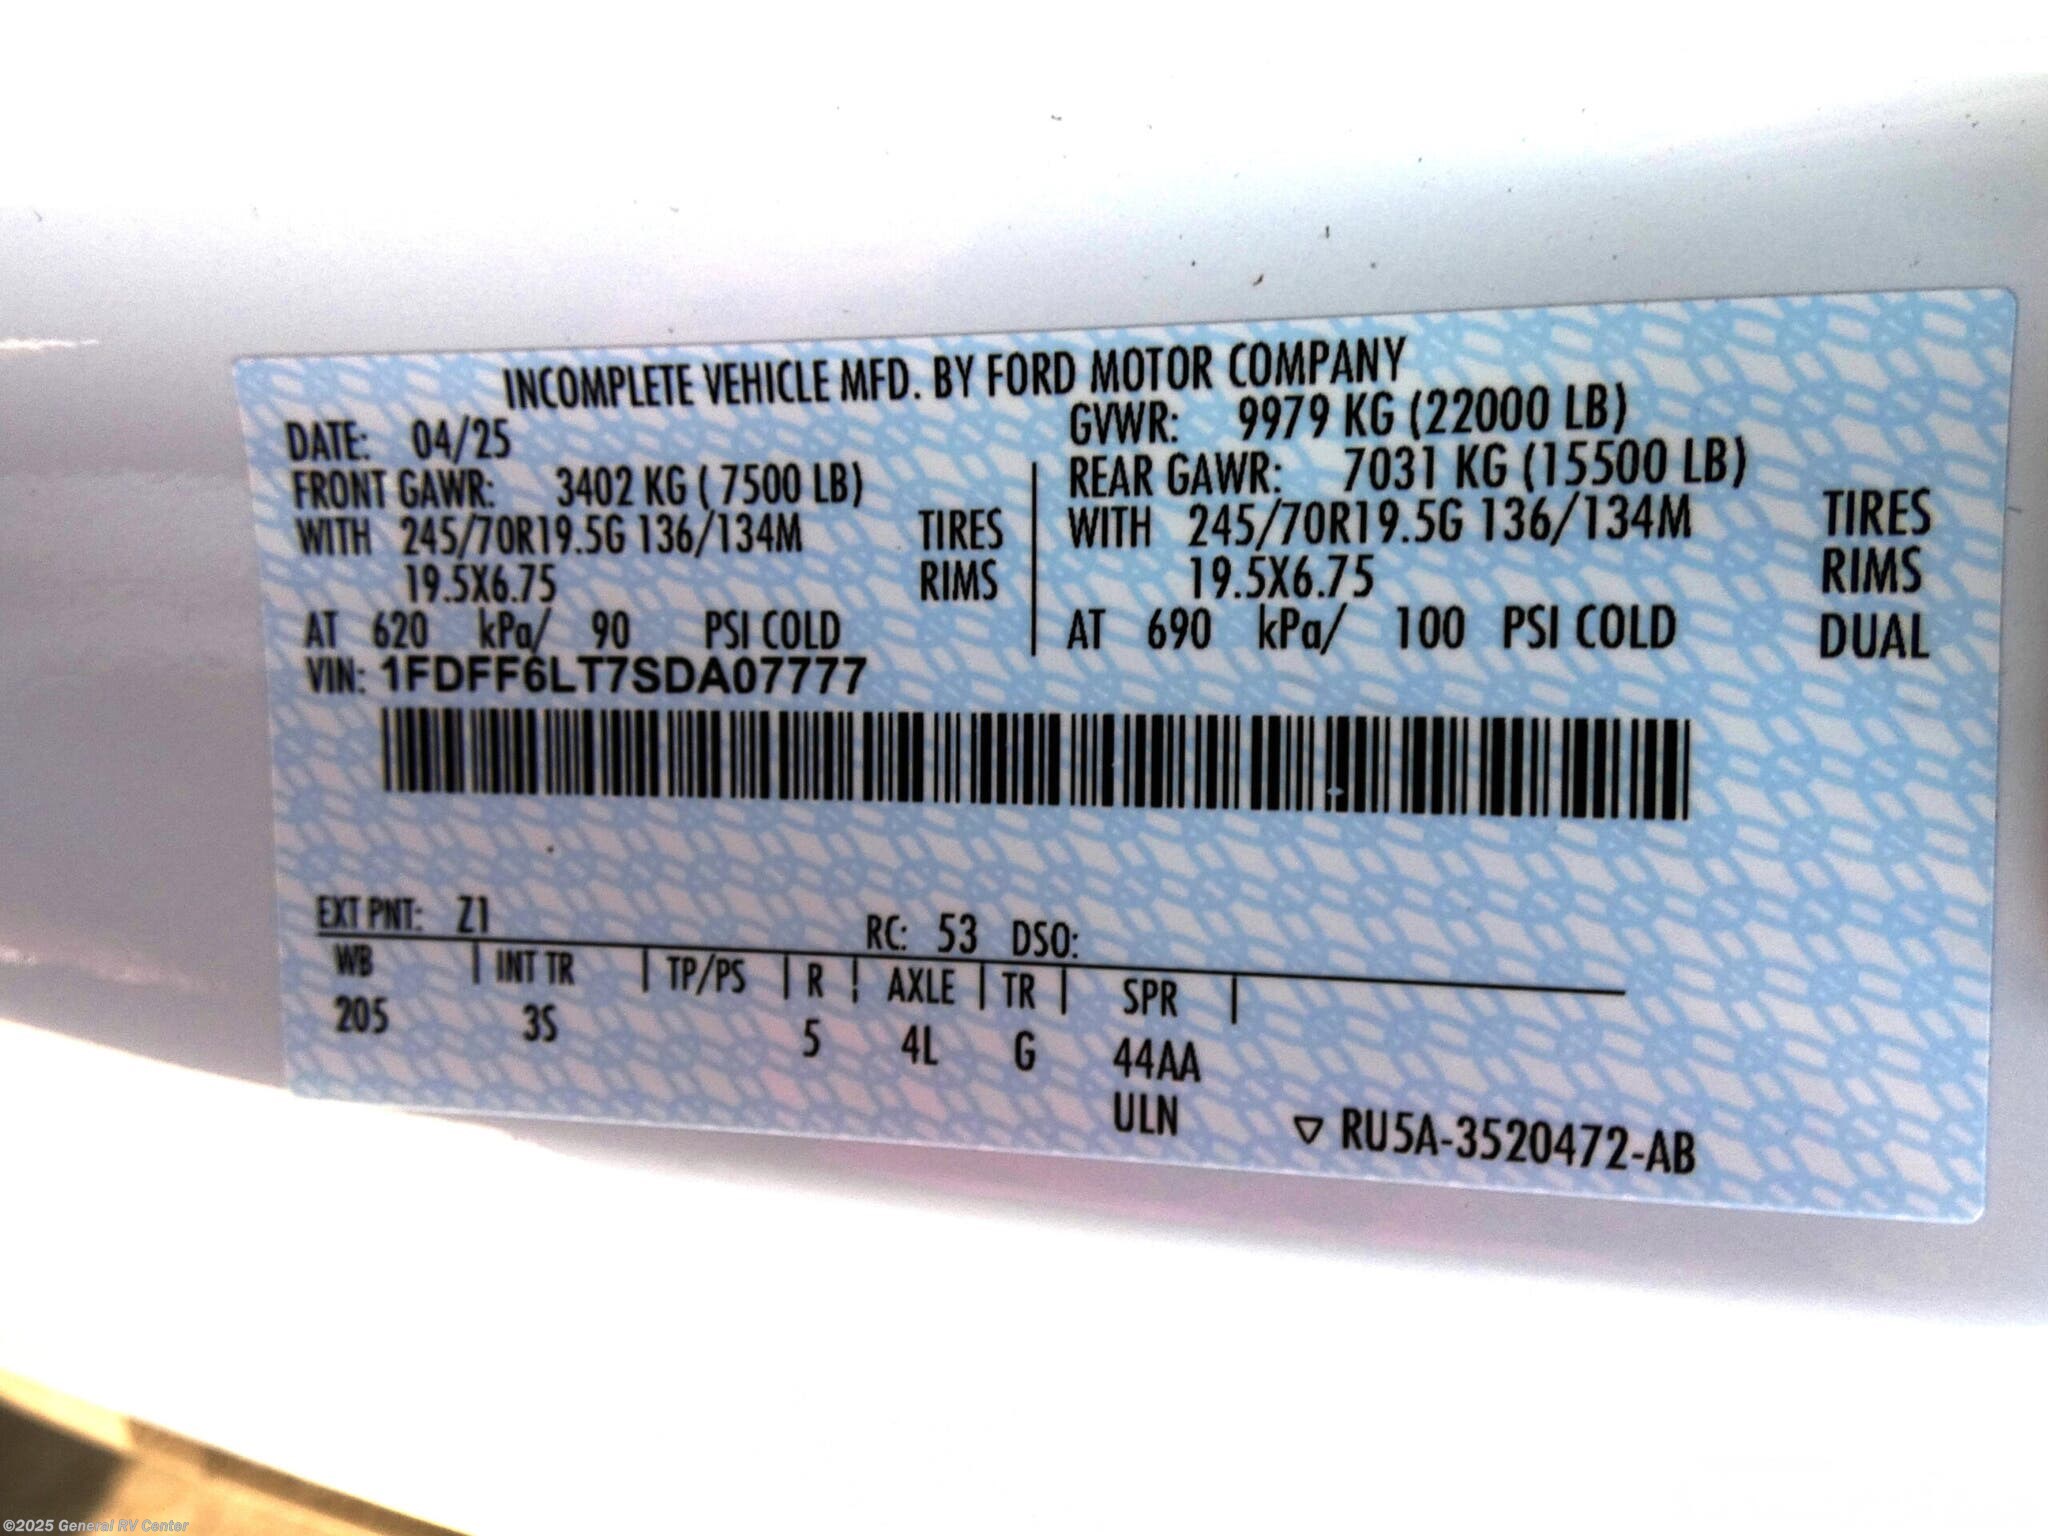 INCOMPLETE VEHICLE MFD. BY FORD MOTOR COMPANY
DATE: 04/25 GVWR: 9979 KG (22000 LB)
FRONT GAWR: 3402 KG ( 7500 LB) REAR GAWR: 7031 KG (15500 LB)
WITH 245/70R19.5G 136/134M TIRES WITH 245/70R19.5G 136/134M TIRES
19.5X6.75 RIMS 19.5X6.75 RIMS
AT 620 kPa/ 90 PSI COLD AT 690 kPa/ 100 PSI COLD DUAL
VIN: 1FDFF6LT7SDA07777
EXT PNT: Z1 RC: 53 DSO:
WB | INT TR | TP/PS | R | AXLE | TR | SPR |
205 3S 5 4L G 44AA
ULN ▽ RU5A-3520472-AB
©2025 General RV Center